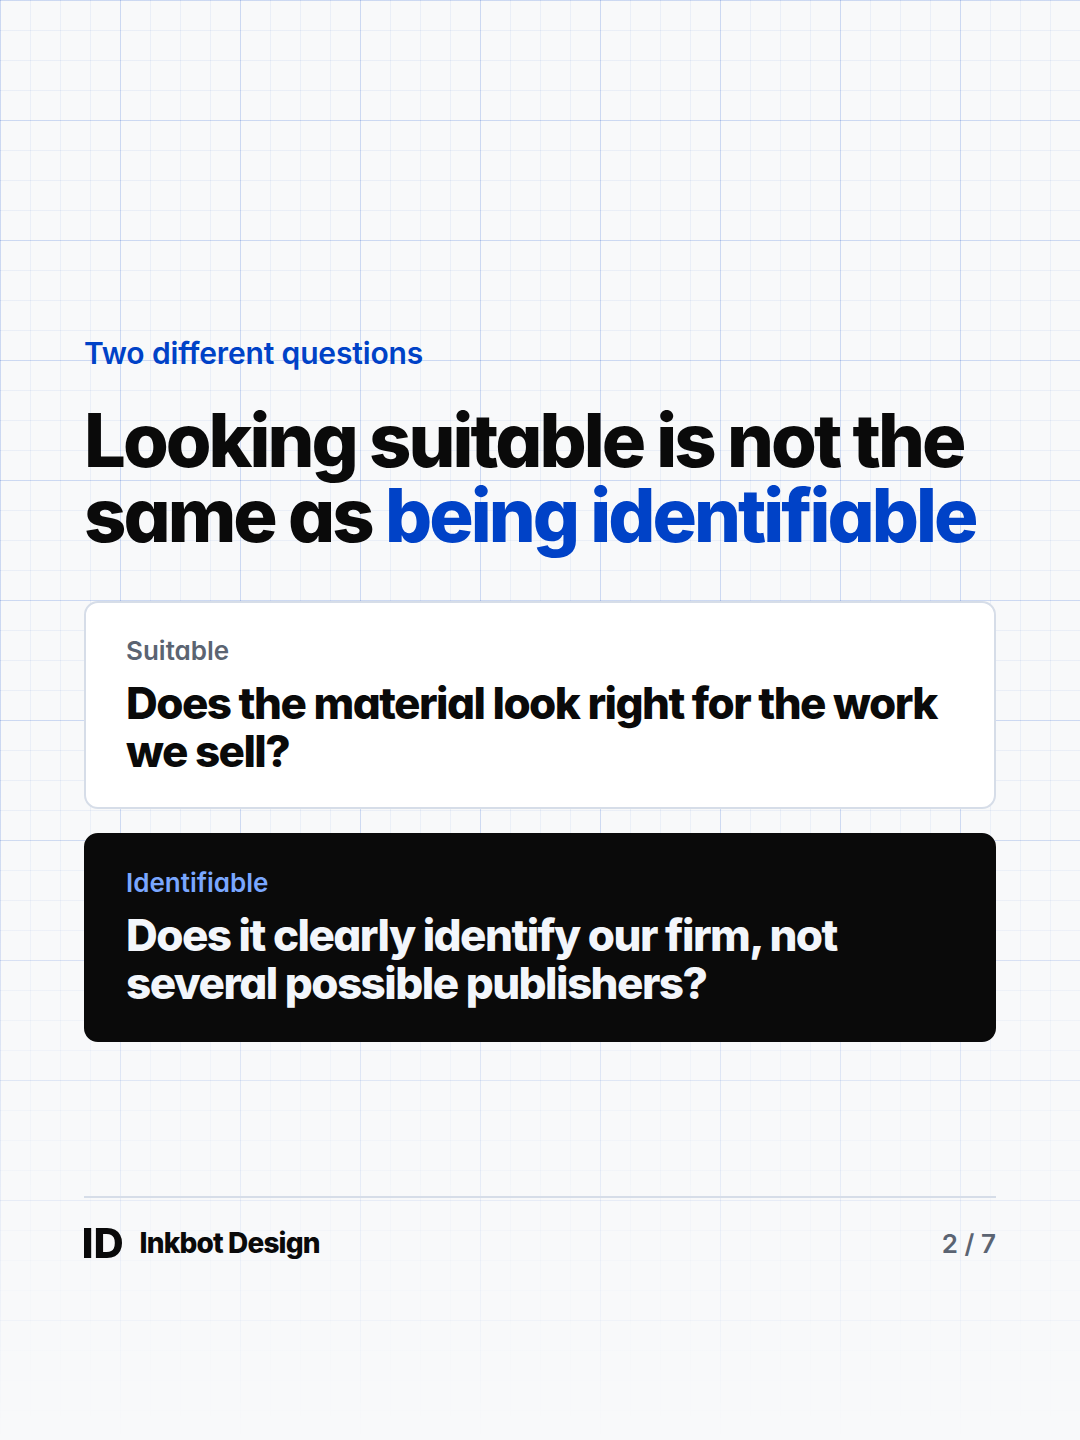 Two different questions
Looking suitable is not the
same as being identifiable
Suitable
Does the material look right for the work
we sell?
Identifiable
Does it clearly identify our firm, not
several possible publishers?
ID Inkbot Design
2 / 7